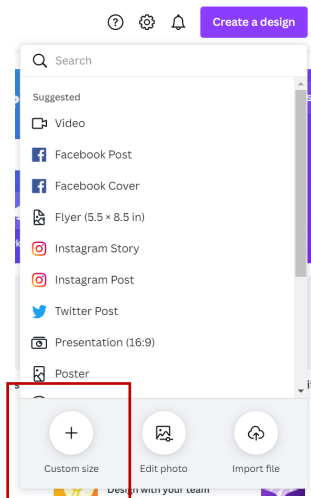 Create a design
Search
Suggested
Video
Facebook Post
Facebook Cover
Flyer (5.5 × 8.5 in)
Instagram Story
Instagram Post
Twitter Post
Presentation (16:9)
Poster
Custom size
Edit photo
Import file
Design with your team